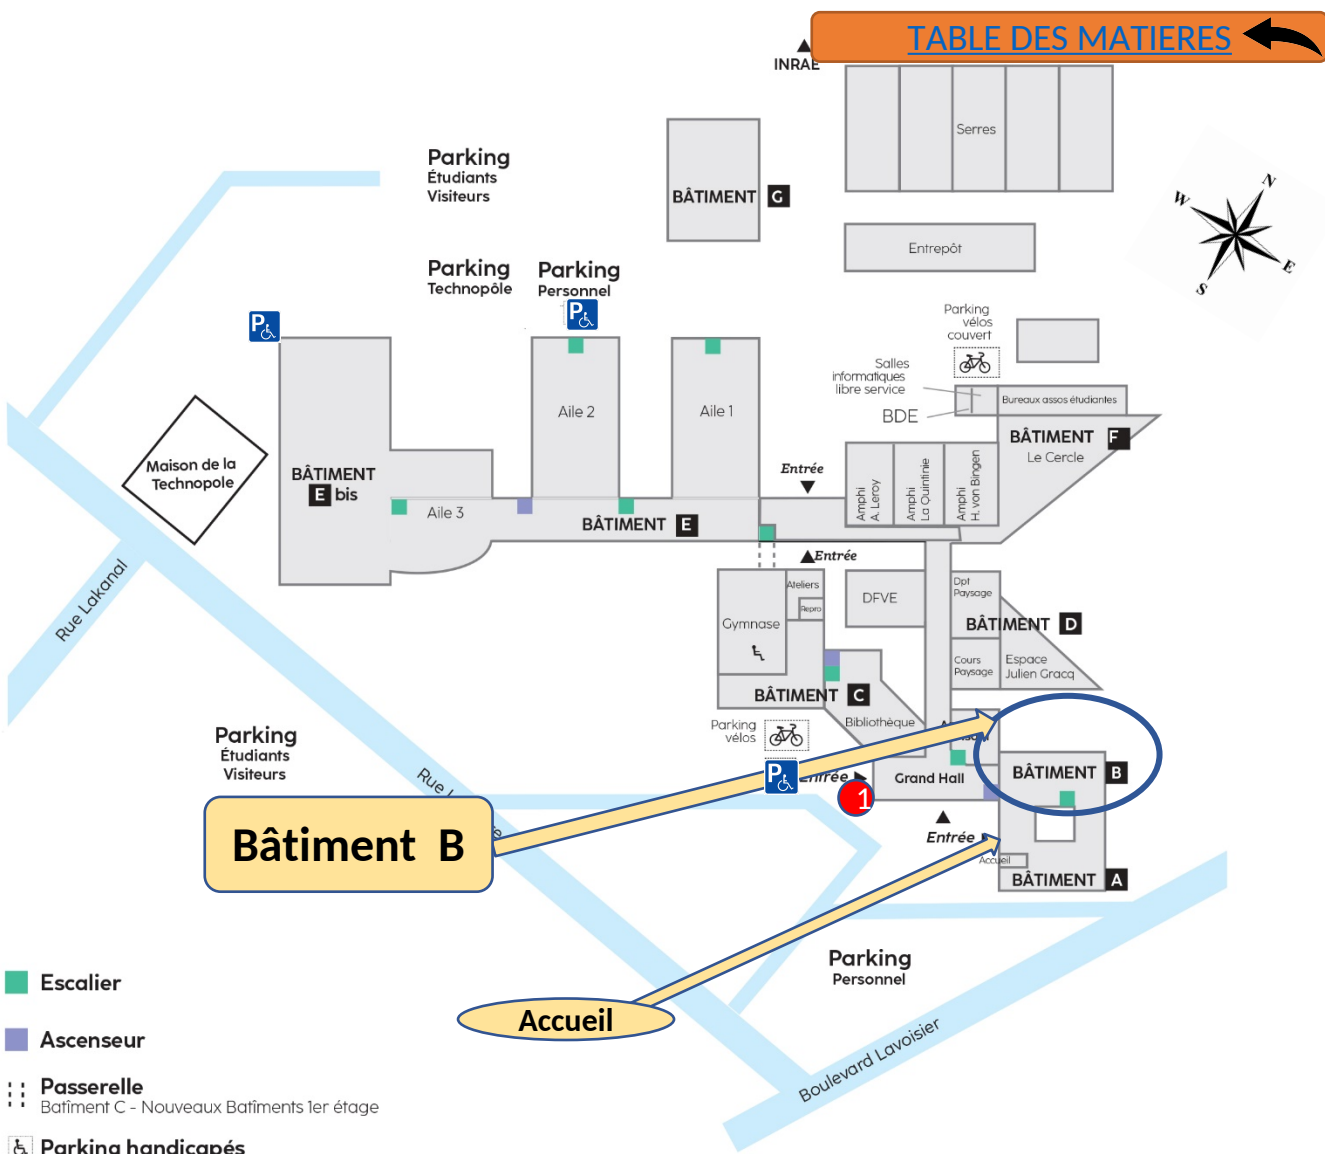 TABLE DES MATIERES
INRAE
Serres
Parking
Étudiants
Visiteurs
BÂTIMENT G
N
W
E
S
Entrepôt
Parking
Technopôle
Parking
Personnel
P
P
Parking
vélos
couvert
Salles
informatiques
libre service
BDE
Bureaux assos étudiantes
Aile 2
Aile 1
BÂTIMENT F
Le Cercle
Maison de la
Technopole
BÂTIMENT
E bis
Entrée
Amphi
A. Leroy
Amphi
La Quintinie
Amphi
H. von Bingen
Aile 3
BÂTIMENT E
Entrée
Rue Lakanal
Ateliers
Repro
DFVE
Dpt
Paysage
Gymnase
BÂTIMENT D
Cours
Paysage
Espace
Julien Gracq
BÂTIMENT C
Bibliothèque
Parking
vélos
Parking
Étudiants
Visiteurs
P
Entrée
Grand Hall
BÂTIMENT B
1
Rue
Bâtiment B
Entrée
Accueil
BÂTIMENT A
Parking
Personnel
Accueil
Boulevard Lavoisier
Escalier
Ascenseur
Passerelle
Batîment C - Nouveaux Batîments 1er étage
Parking handicapés